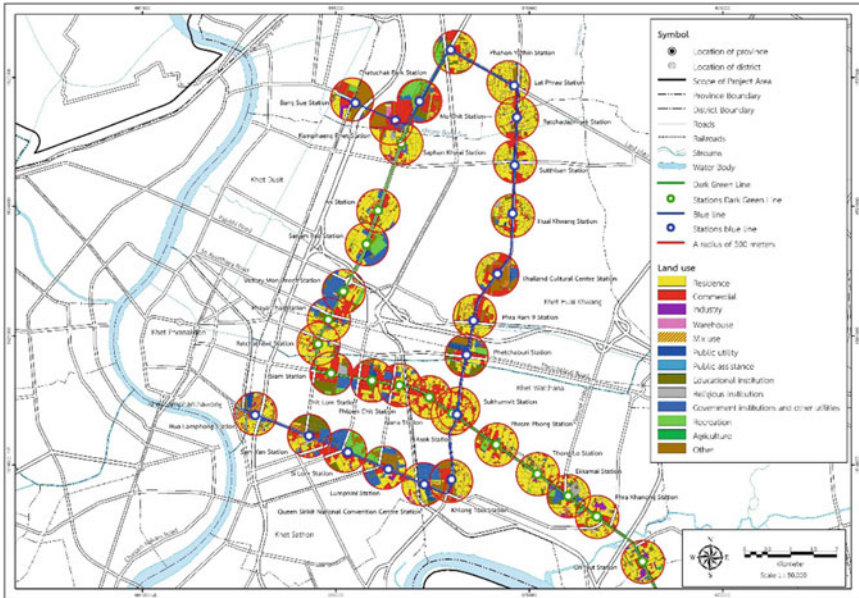 Symbol
Location of province
Location of district
Scope of Project Area
Province Boundary
District Boundary
Roads
Railroads
Streams
Water Body
Dark Green Line
Stations Dark Green Line
Blue line
Stations blue line
A radius of 500 meters
Land use
Residence
Commercial
Industry
Warehouse
Mix use
Public utility
Public assistance
Educational institution
Religious institution
Government institutions and other utilities
Recreation
Agriculture
Other
Phahon Yothin Station
Chatuchak Park Station
Lat Phrao Station
Bang Sue Station
Mo Chit Station
Ratchadaphisek Station
Kamphaeng Phet Station
Saphan Khwai Station
Sutthisan Station
Khet Dusit
Ari Station
Huai Khwang Station
Sanam Pao Station
Thailand Cultural Centre Station
Victory Monument Station
Khet Huai Khwang
Phaya Thai Station
Phra Ram 9 Station
Ratchathewi Station
Phetchaburi Station
Siam Station
Khet Watthana
Chit Lom Station
Phloen Chit Station
Sukhumvit Station
Nana Station
Hua Lamphong Station
Asok Station
Phrom Phong Station
Sam Yan Station
Thong Lo Station
Si Lom Station
Ekkamai Station
Lumphini Station
Phra Khanong Station
Queen Sirikit National Convention Centre Station
Khlong Toei Station
Khet Sathon
On Nut Station
N
W
E
S
Kilometer
Scale 1 : 50,000